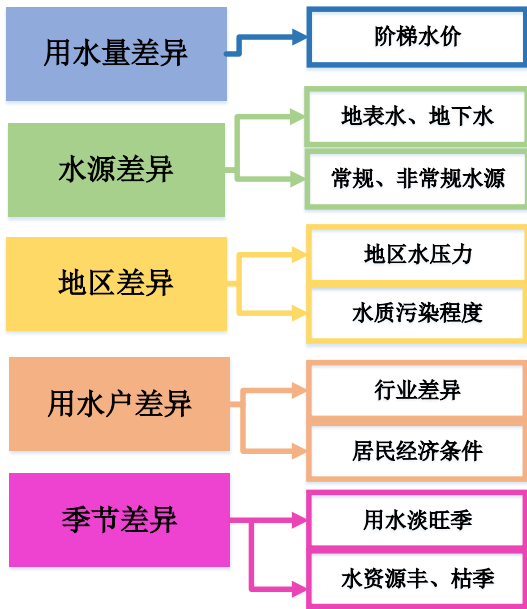 用水量差异
阶梯水价
水源差异
地表水、地下水
常规、非常规水源
地区差异
地区水压力
水质污染程度
用水户差异
行业差异
居民经济条件
季节差异
用水淡旺季
水资源丰、枯季